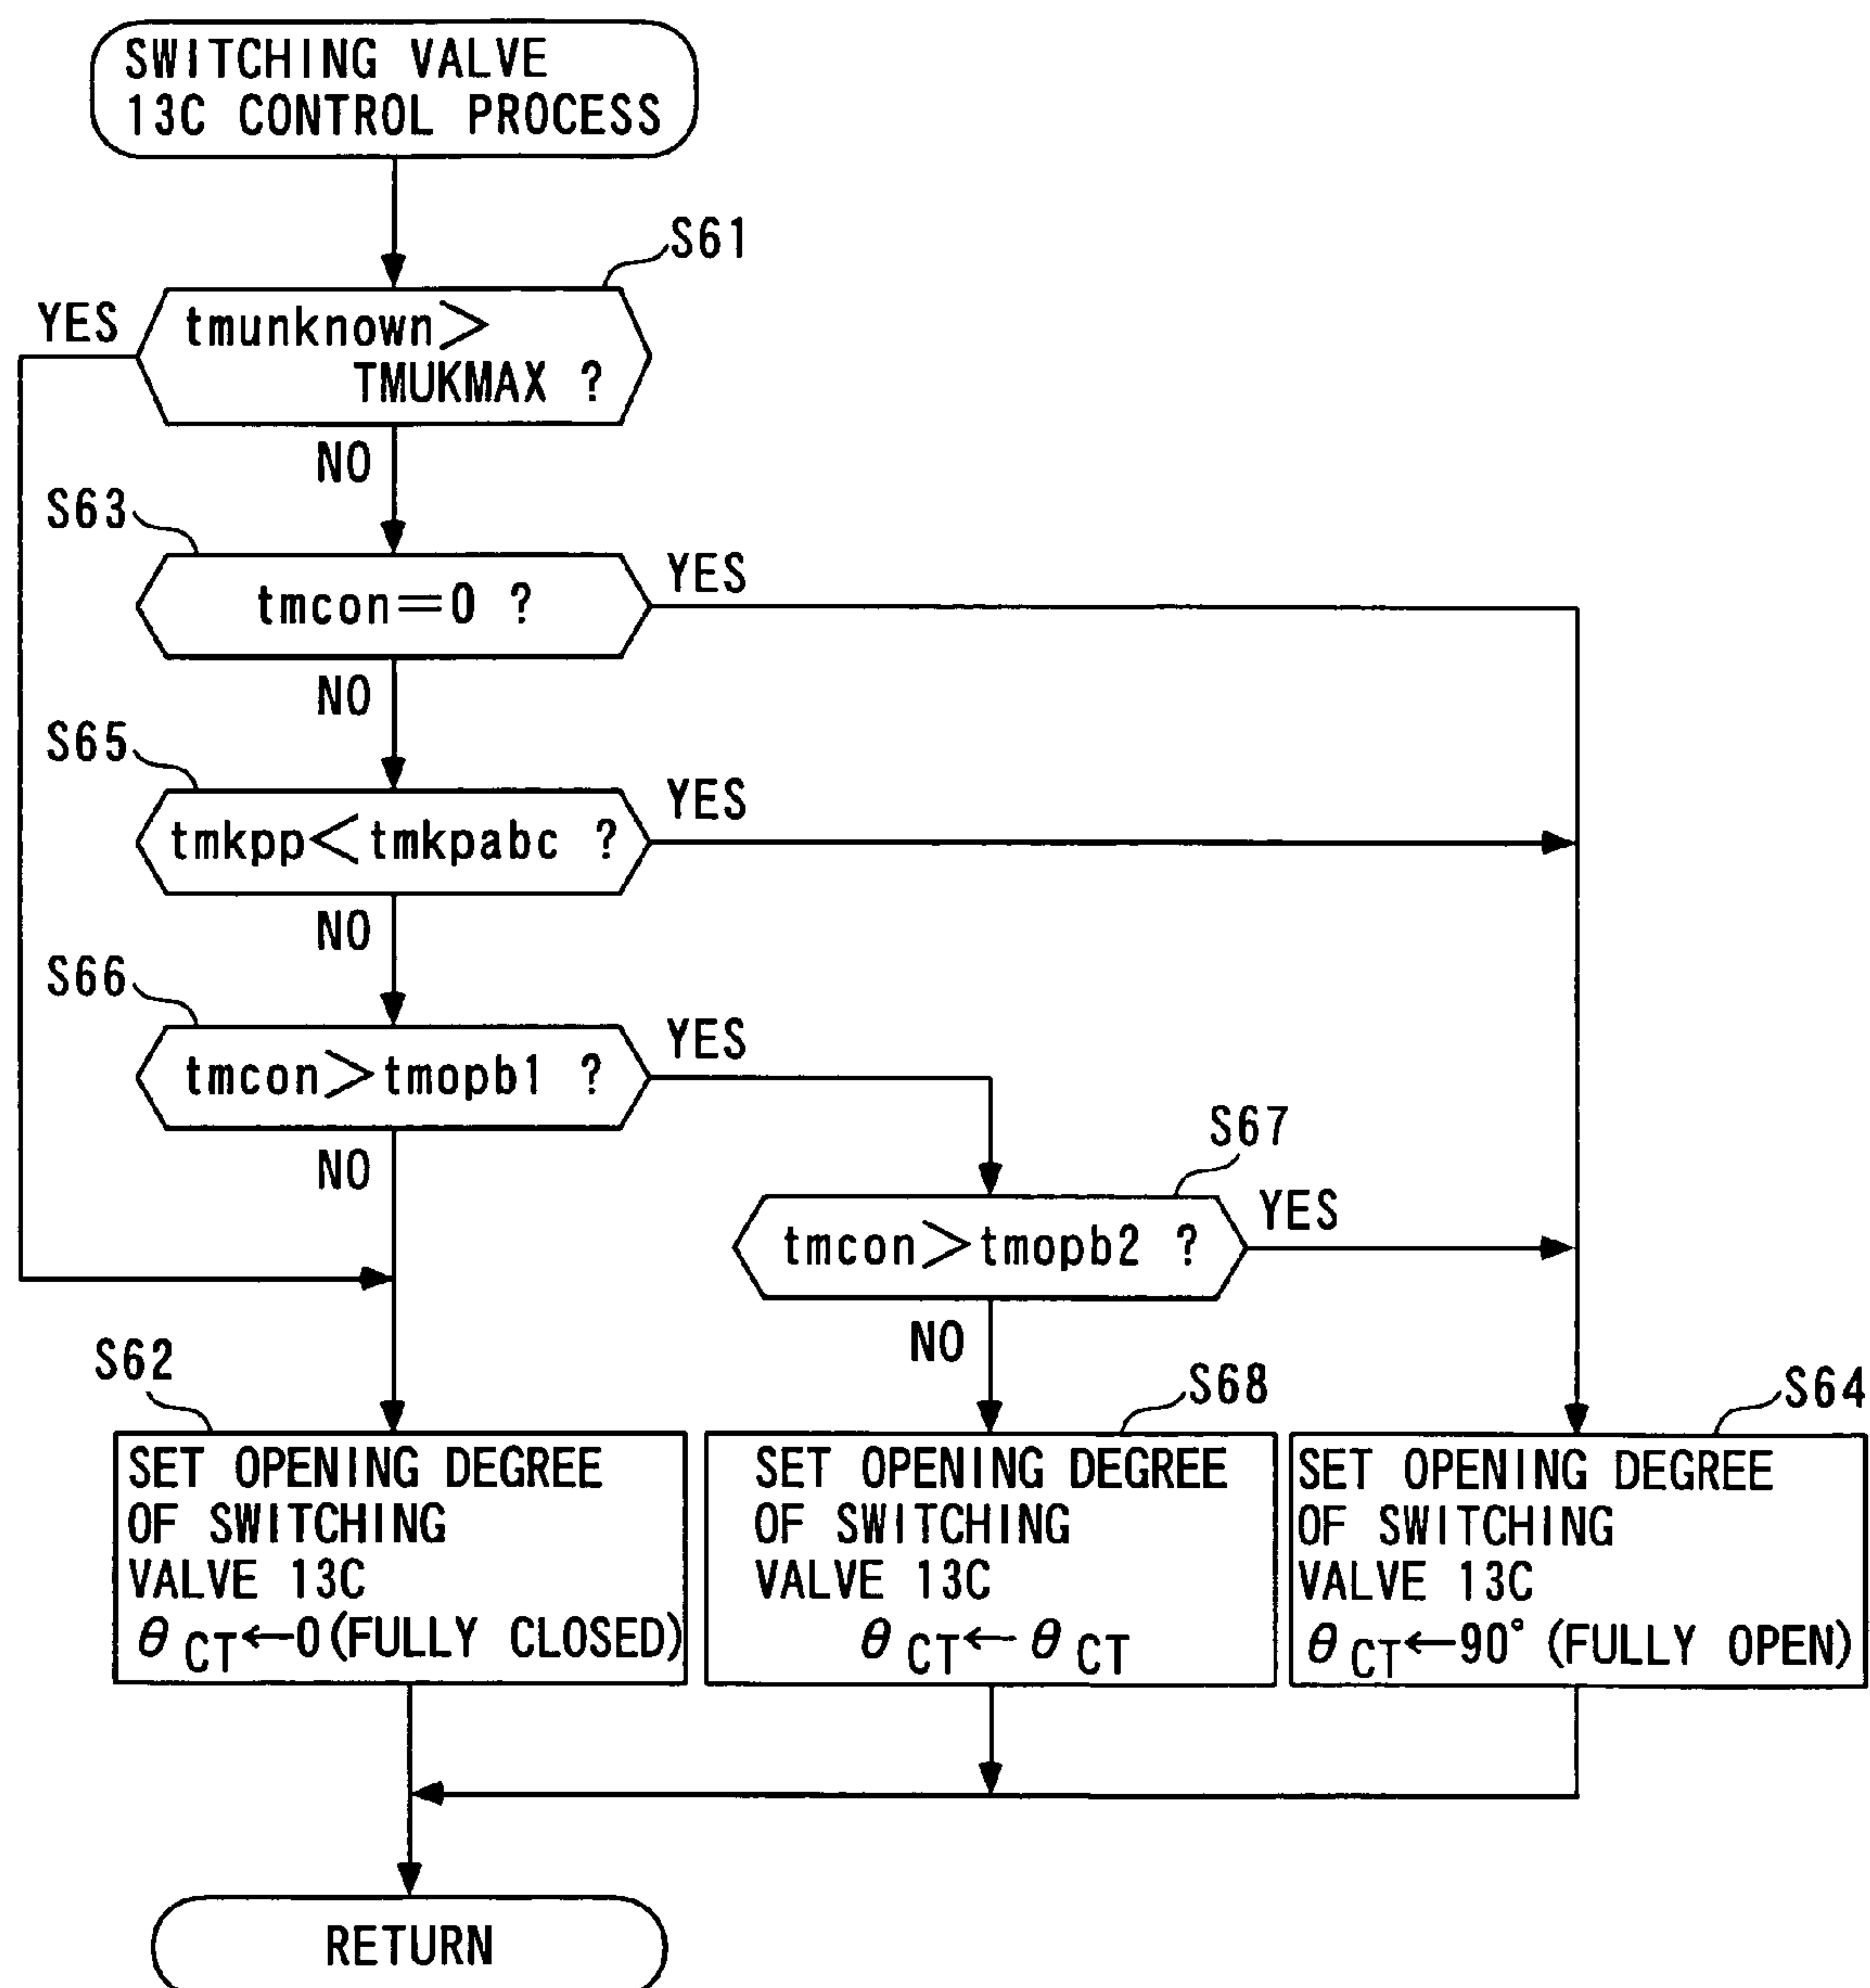 SWITCHING VALVE
13C CONTROL PROCESS
S61
YES
tmunknown>
TMUKMAX ?
NO
S63
YES
tmcon=0 ?
NO
S65
YES
tmkpp<tmkpabc ?
NO
S66
YES
tmcon>tmopb1 ?
NO
S67
YES
tmcon>tmopb2 ?
NO
S62
SET OPENING DEGREE
OF SWITCHING
VALVE 13C
θCT←0(FULLY CLOSED)
S68
SET OPENING DEGREE
OF SWITCHING
VALVE 13C
θCT←θCT
S64
SET OPENING DEGREE
OF SWITCHING
VALVE 13C
θCT←90°(FULLY OPEN)
RETURN